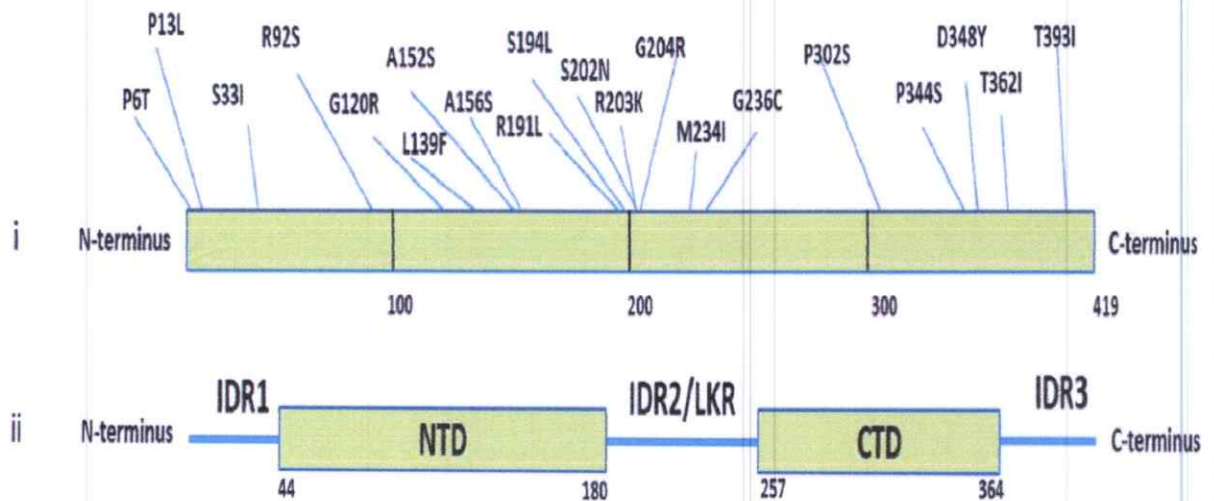 P13L R92S A152S S194L S202N G204R P302S D348Y T393I
P6T S33I G120R L139F A156S R191L R203K M234I G236C P344S T362I
i N-terminus C-terminus
100 200 300 419
IDR1 IDR2/LKR IDR3
ii N-terminus NTD CTD C-terminus
44 180 257 364